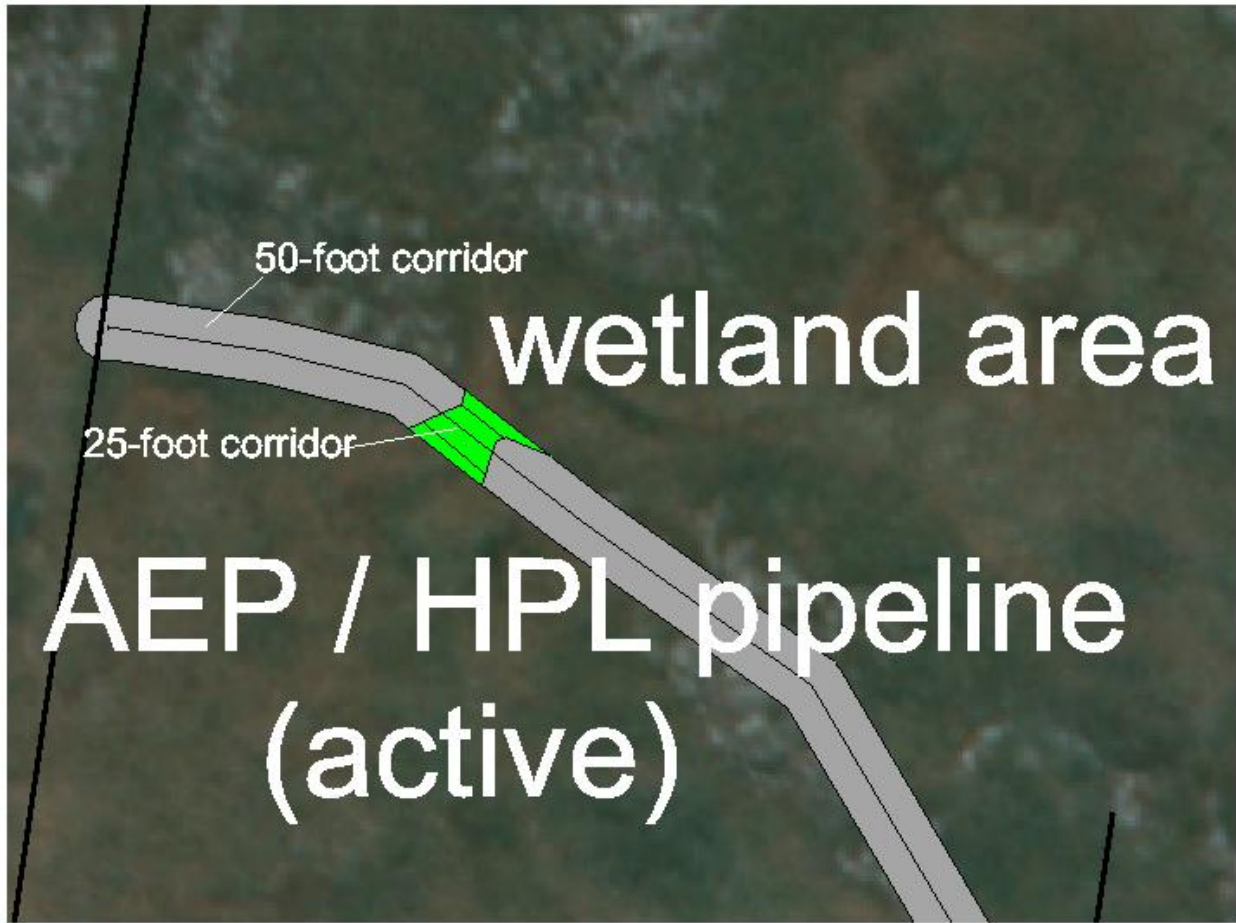 50-foot corridor
wetland area
25-foot corridor
AEP / HPL pipeline
(active)